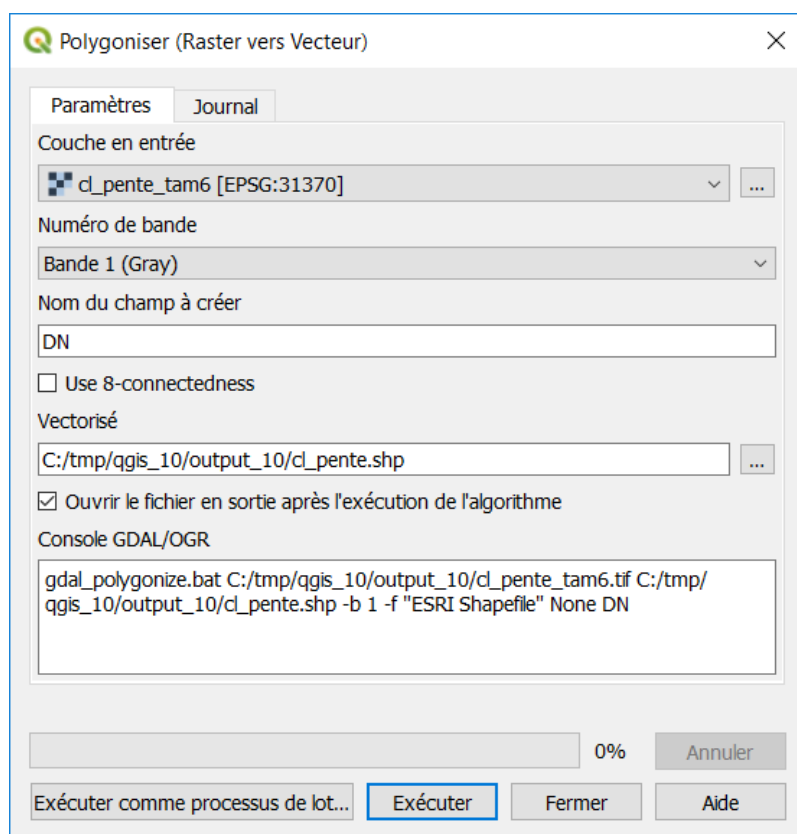 Polygoniser (Raster vers Vecteur)
Paramètres
Journal
Couche en entrée
cl_pente_tam6 [EPSG:31370]
...
Numéro de bande
Bande 1 (Gray)
Nom du champ à créer
DN
Use 8-connectedness
Vectorisé
C:/tmp/qgis_10/output_10/cl_pente.shp
...
Ouvrir le fichier en sortie après l'exécution de l'algorithme
Console GDAL/OGR
gdal_polygonize.bat C:/tmp/qgis_10/output_10/cl_pente_tam6.tif C:/tmp/
qgis_10/output_10/cl_pente.shp -b 1 -f "ESRI Shapefile" None DN
0%
Annuler
Exécuter comme processus de lot...
Exécuter
Fermer
Aide